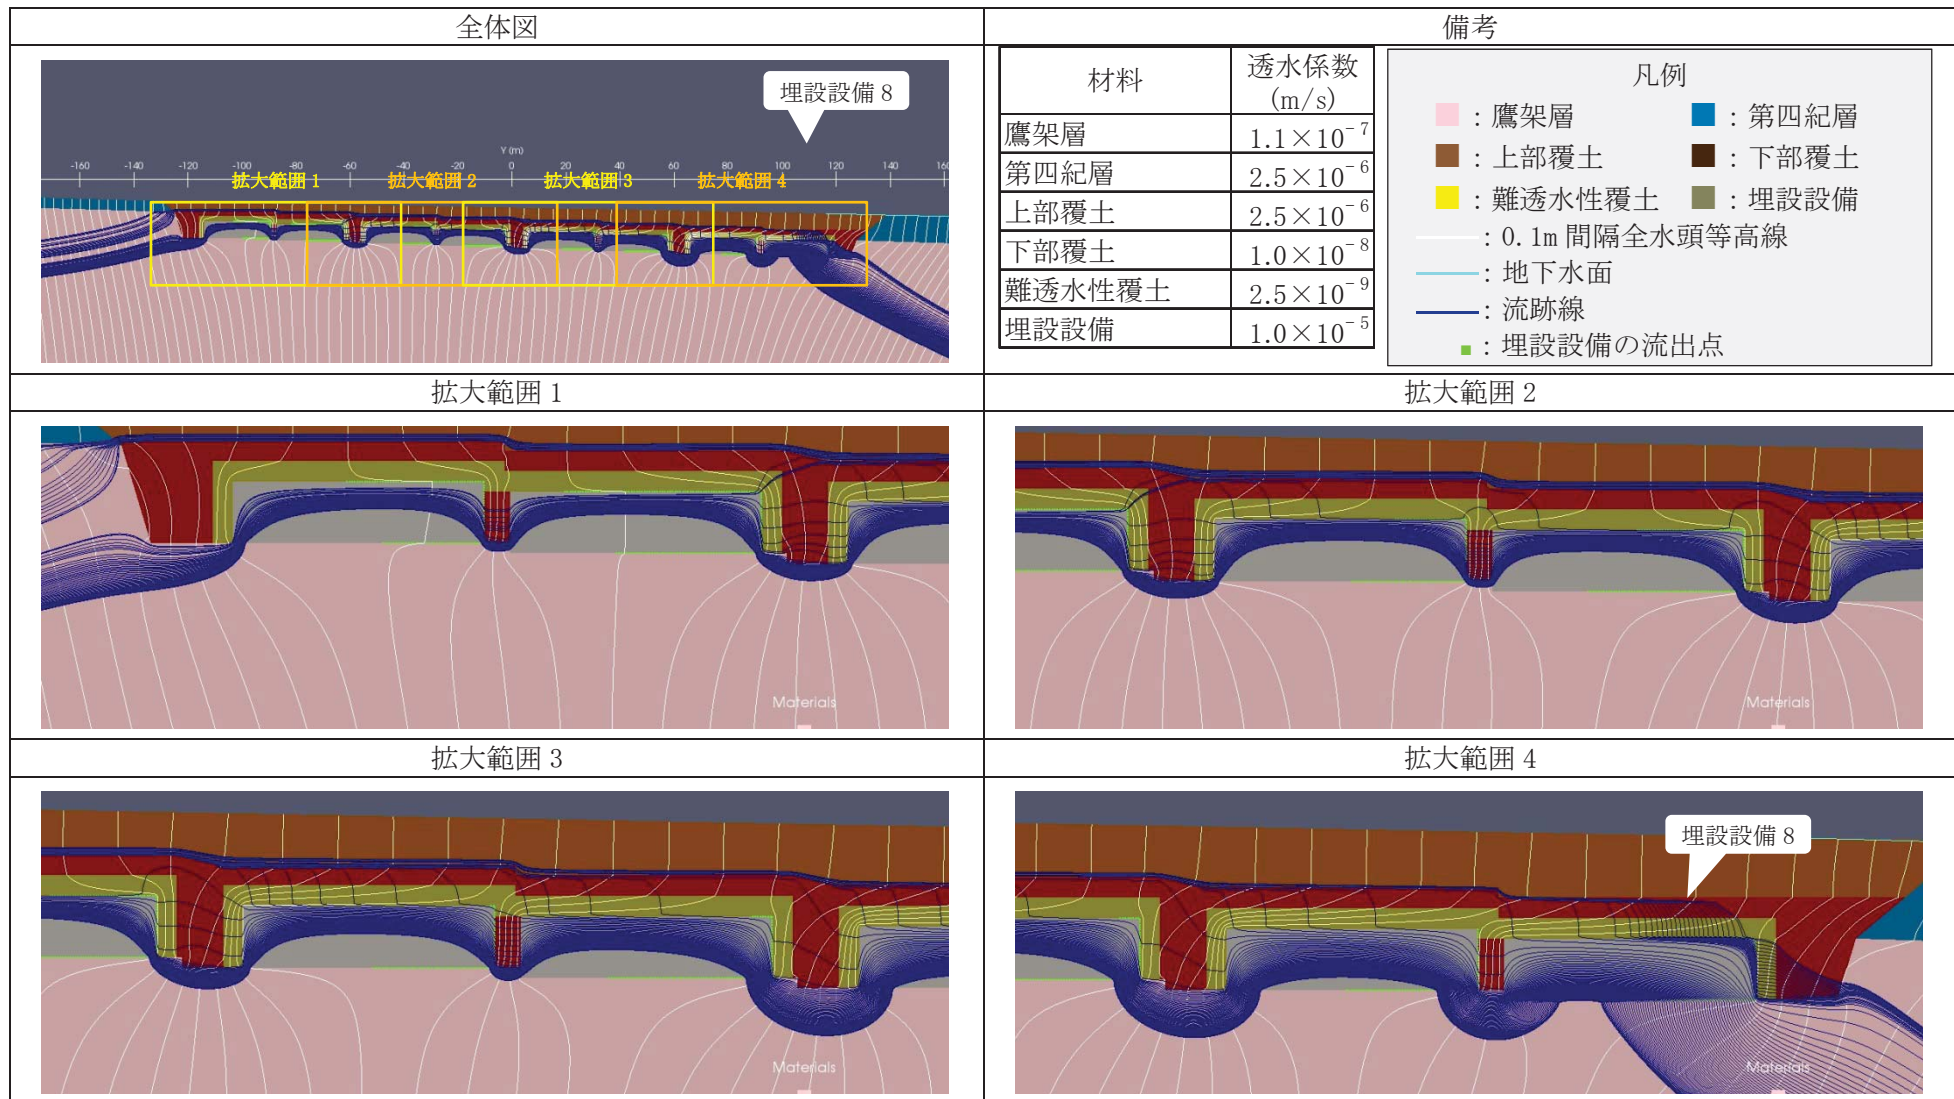 全体図
備考
埋設設備 8
Y (m)
-160 -140 -120 -100 -80 -60 -40 -20 0 20 40 60 80 100 120 140 160
拡大範囲 1 拡大範囲 2 拡大範囲 3 拡大範囲 4
材料 透水係数 (m/s)
鷹架層 1.1×10⁻⁷
第四紀層 2.5×10⁻⁶
上部覆土 2.5×10⁻⁶
下部覆土 1.0×10⁻⁸
難透水性覆土 2.5×10⁻⁹
埋設設備 1.0×10⁻⁵
凡例
:鷹架層 :第四紀層
:上部覆土 :下部覆土
:難透水性覆土 :埋設設備
:0.1m 間隔全水頭等高線
:地下水面
:流跡線
:埋設設備の流出点
拡大範囲 1
拡大範囲 2
Materials
Materials
拡大範囲 3
拡大範囲 4
埋設設備 8
Materials
Materials